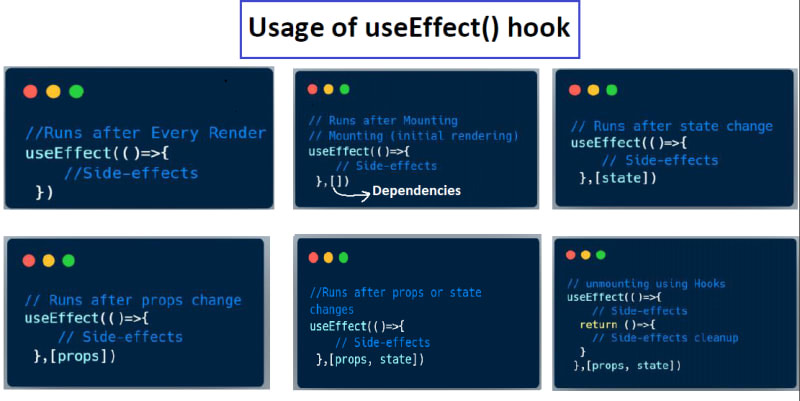 Usage of useEffect() hook
//Runs after Every Render
useEffect(()=>{
//Side-effects
})
// Runs after Mounting
// Mounting (initial rendering)
useEffect(()=>{
// Side-effects
},[])
Dependencies
// Runs after state change
useEffect(()=>{
// Side-effects
},[state])
// Runs after props change
useEffect(()=>{
// Side-effects
},[props])
//Runs after props or state
changes
useEffect(()=>{
// Side-effects
},[props, state])
// unmounting using Hooks
useEffect(()=>{
// Side-effects
return ()=>{
// Side-effects cleanup
}
},[props, state])